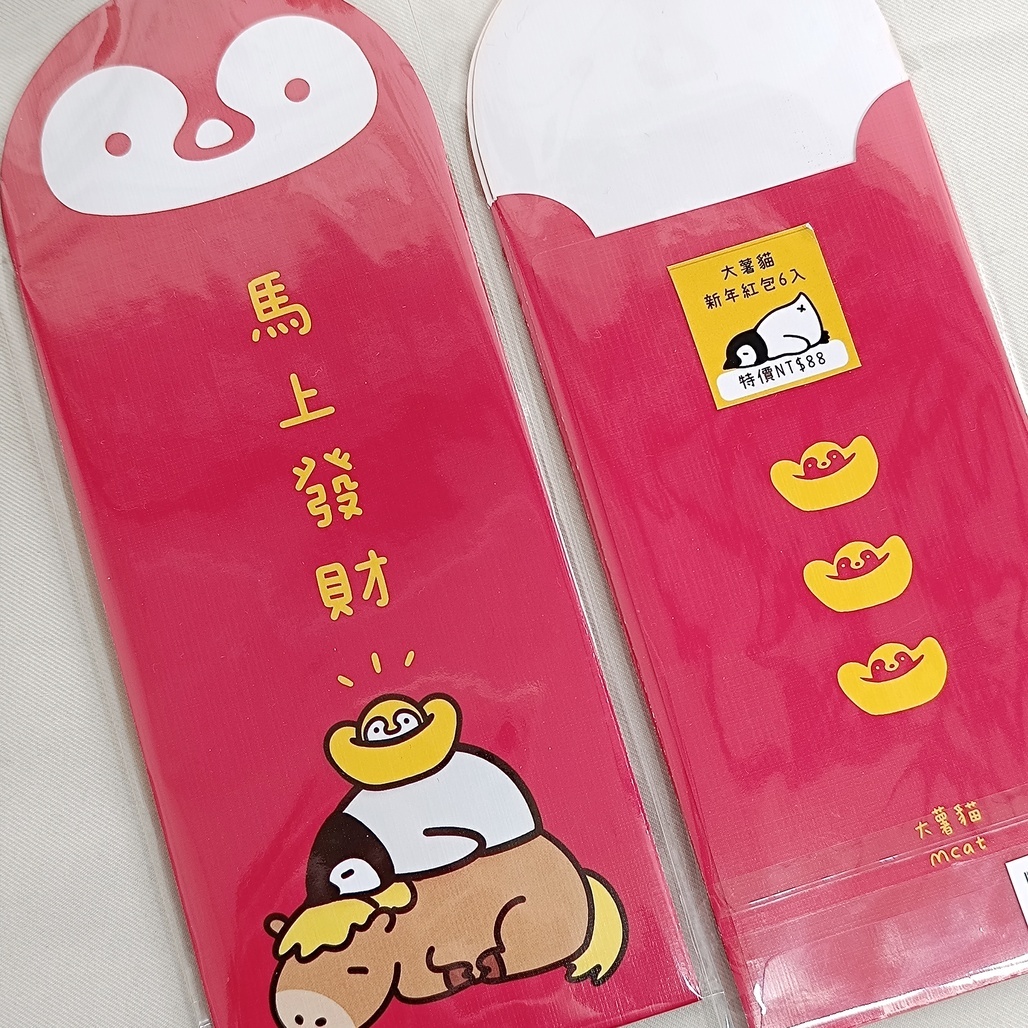 馬上發財
大薯貓
新年紅包6入
特價NT$88
大薯貓
mcat